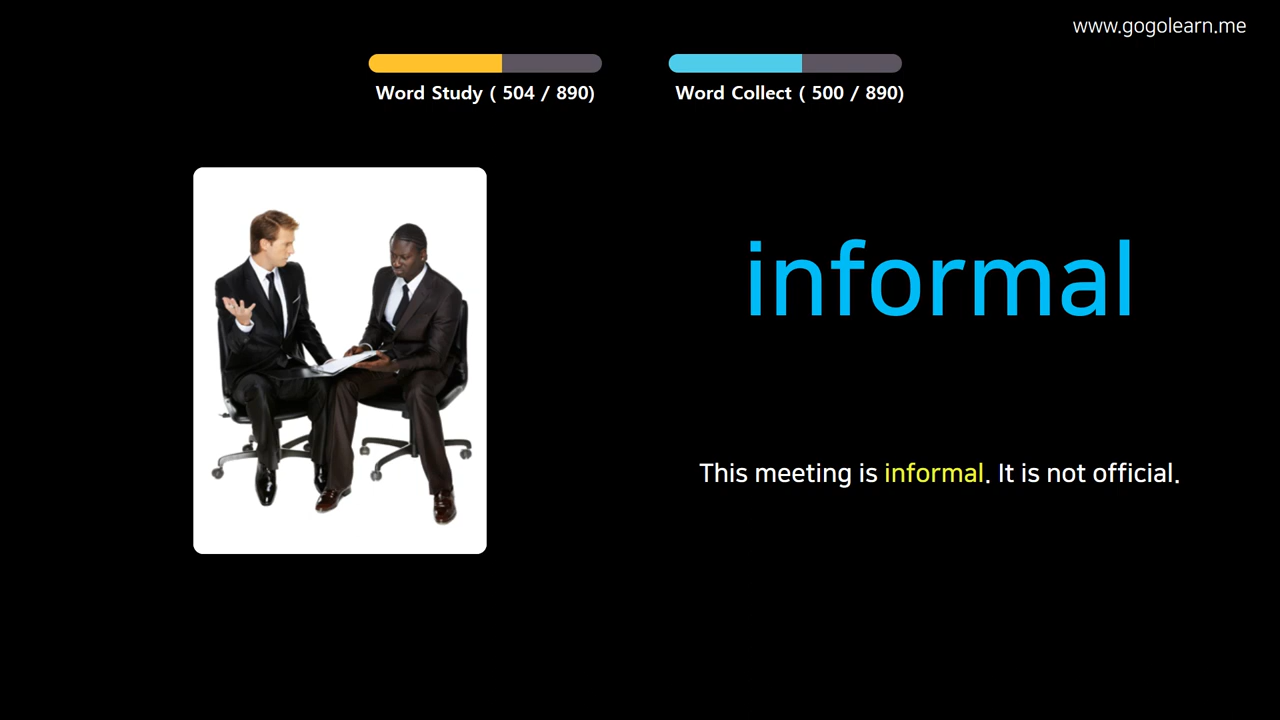 www.gogolearn.me
Word Study ( 504 / 890)
Word Collect ( 500 / 890)
informal
This meeting is informal. It is not official.